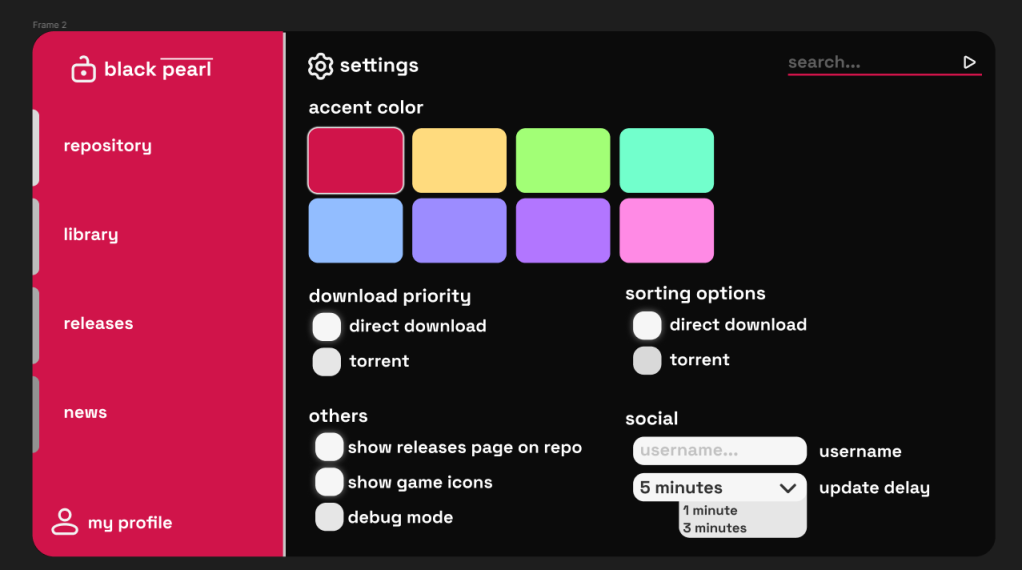 Frame 2
black pearl
repository
library
releases
news
my profile
settings
search...
accent color
download priority
direct download
torrent
sorting options
direct download
torrent
others
show releases page on repo
show game icons
debug mode
social
username...
username
5 minutes
update delay
1 minute
3 minutes